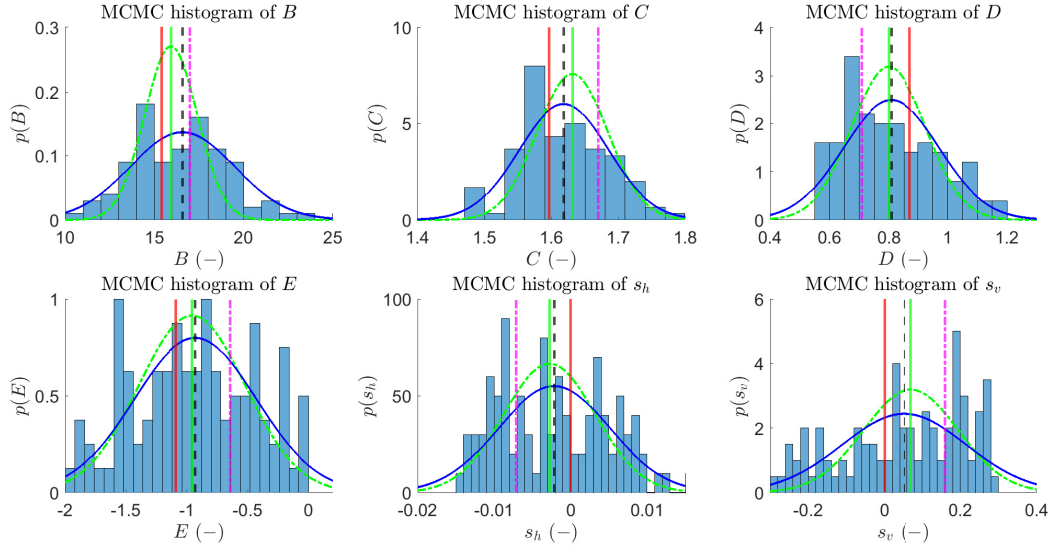 MCMC histogram of B
MCMC histogram of C
MCMC histogram of D
p(B)
0.3
0.2
0.1
0
10 15 20 25
B (−)
p(C)
10
5
0
1.4 1.5 1.6 1.7 1.8
C (−)
p(D)
4
3
2
1
0
0.4 0.6 0.8 1 1.2
D (−)
MCMC histogram of E
MCMC histogram of s_h
MCMC histogram of s_v
p(E)
1
0.5
0
-2 -1.5 -1 -0.5 0
E (−)
p(s_h)
100
50
0
-0.02 -0.01 0 0.01
s_h (−)
p(s_v)
6
4
2
0
-0.2 0 0.2 0.4
s_v (−)